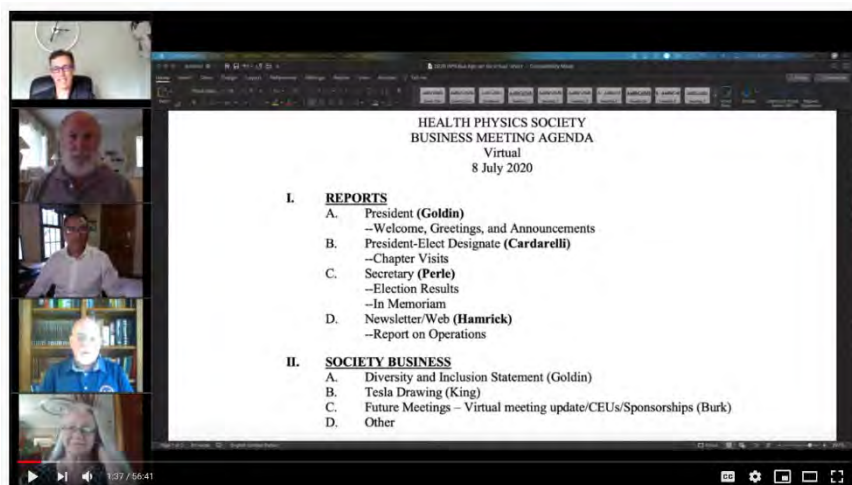 HEALTH PHYSICS SOCIETY
BUSINESS MEETING AGENDA
Virtual
8 July 2020
I. REPORTS
A. President (Goldin)
--Welcome, Greetings, and Announcements
B. President-Elect Designate (Cardarelli)
--Chapter Visits
C. Secretary (Perle)
--Election Results
--In Memoriam
D. Newsletter/Web (Hamrick)
--Report on Operations
II. SOCIETY BUSINESS
A. Diversity and Inclusion Statement (Goldin)
B. Tesla Drawing (King)
C. Future Meetings – Virtual meeting update/CEUs/Sponsorships (Burk)
D. Other
1:37 / 56:41
CC